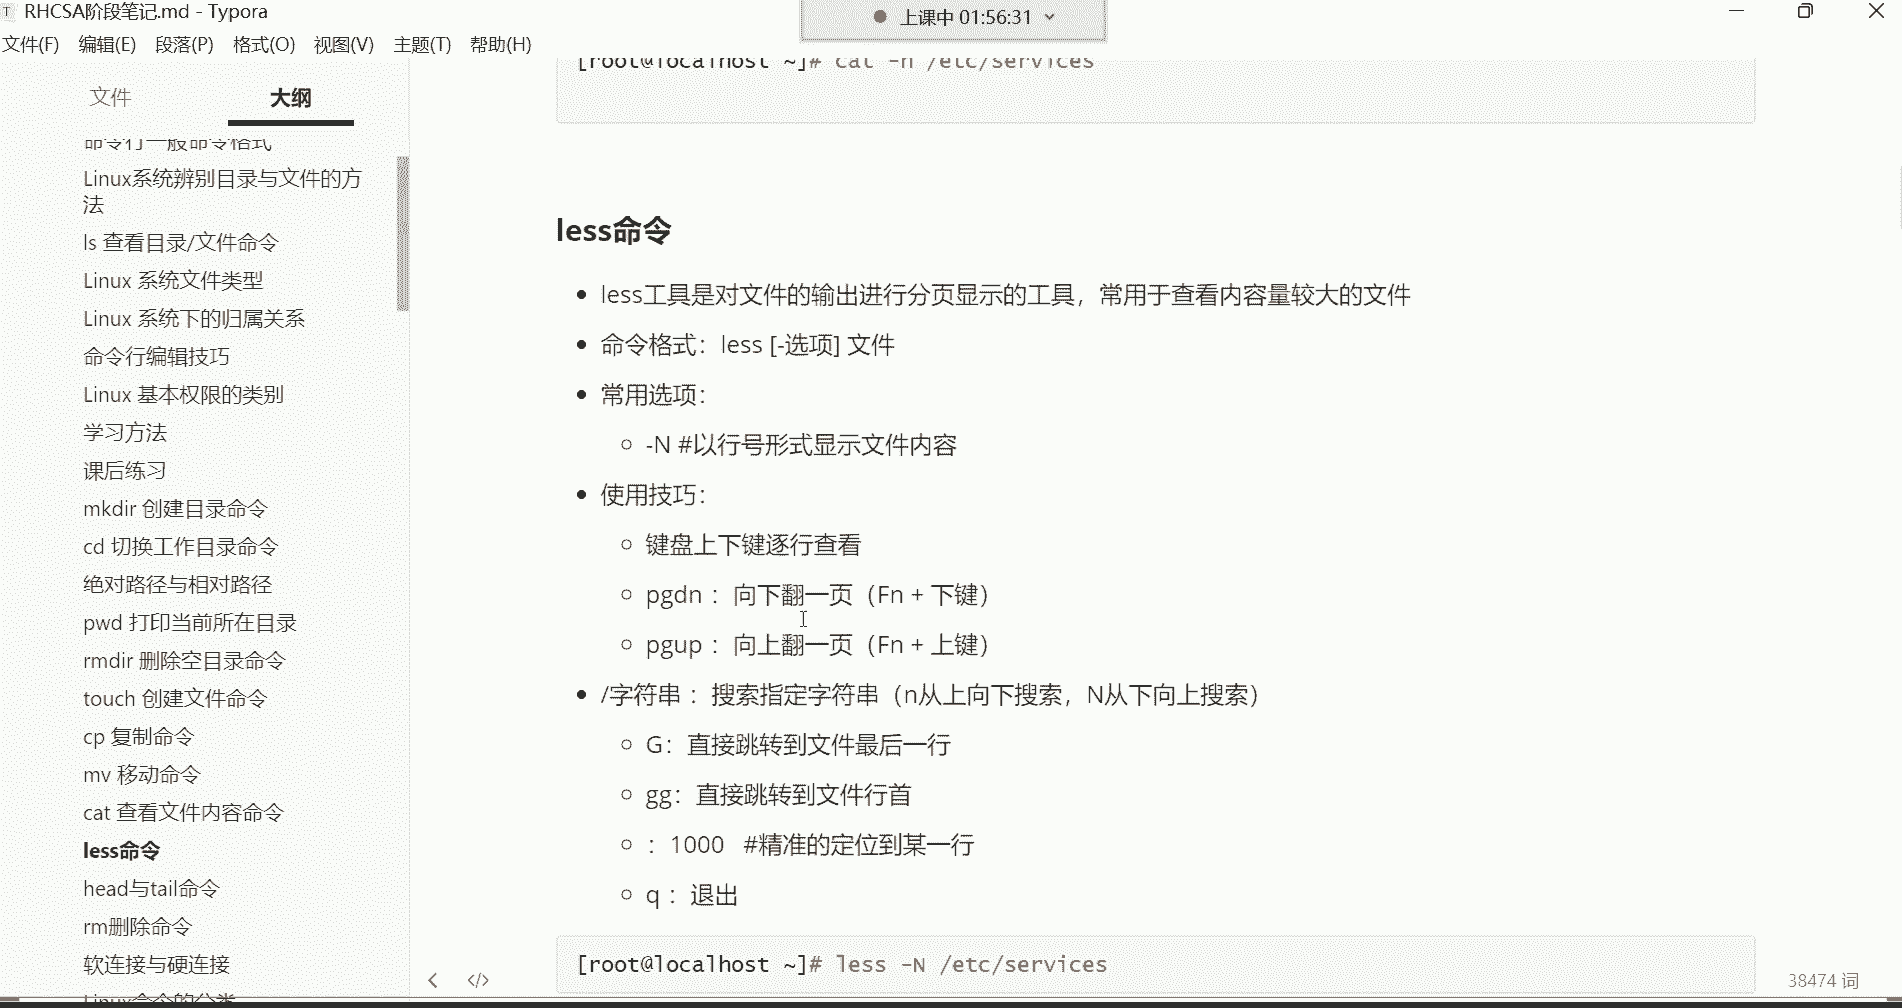 RHCSA阶段笔记.md - Typora
上课中 01:56:31
文件(F) 编辑(E) 段落(P) 格式(O) 视图(V) 主题(T) 帮助(H)
文件 大纲
命令行一般命令格式
Linux系统辨别目录与文件的方
法
ls 查看目录/文件命令
Linux 系统文件类型
Linux 系统下的归属关系
命令行编辑技巧
Linux 基本权限的类别
学习方法
课后练习
mkdir 创建目录命令
cd 切换工作目录命令
绝对路径与相对路径
pwd 打印当前所在目录
rmdir 删除空目录命令
touch 创建文件命令
cp 复制命令
mv 移动命令
cat 查看文件内容命令
less命令
head与tail命令
rm删除命令
软连接与硬连接
Linux命令的分类
[root@localhost ~]# cat -n /etc/services
less命令
less工具是对文件的输出进行分页显示的工具，常用于查看内容量较大的文件
命令格式：less [-选项] 文件
常用选项：
-N #以行号形式显示文件内容
使用技巧：
键盘上下键逐行查看
pgdn ：向下翻一页（Fn + 下键）
pgup ：向上翻一页（Fn + 上键）
/字符串 ：搜索指定字符串（n从上向下搜索，N从下向上搜索）
G：直接跳转到文件最后一行
gg：直接跳转到文件行首
：1000 #精准的定位到某一行
q ：退出
[root@localhost ~]# less -N /etc/services
38474 词